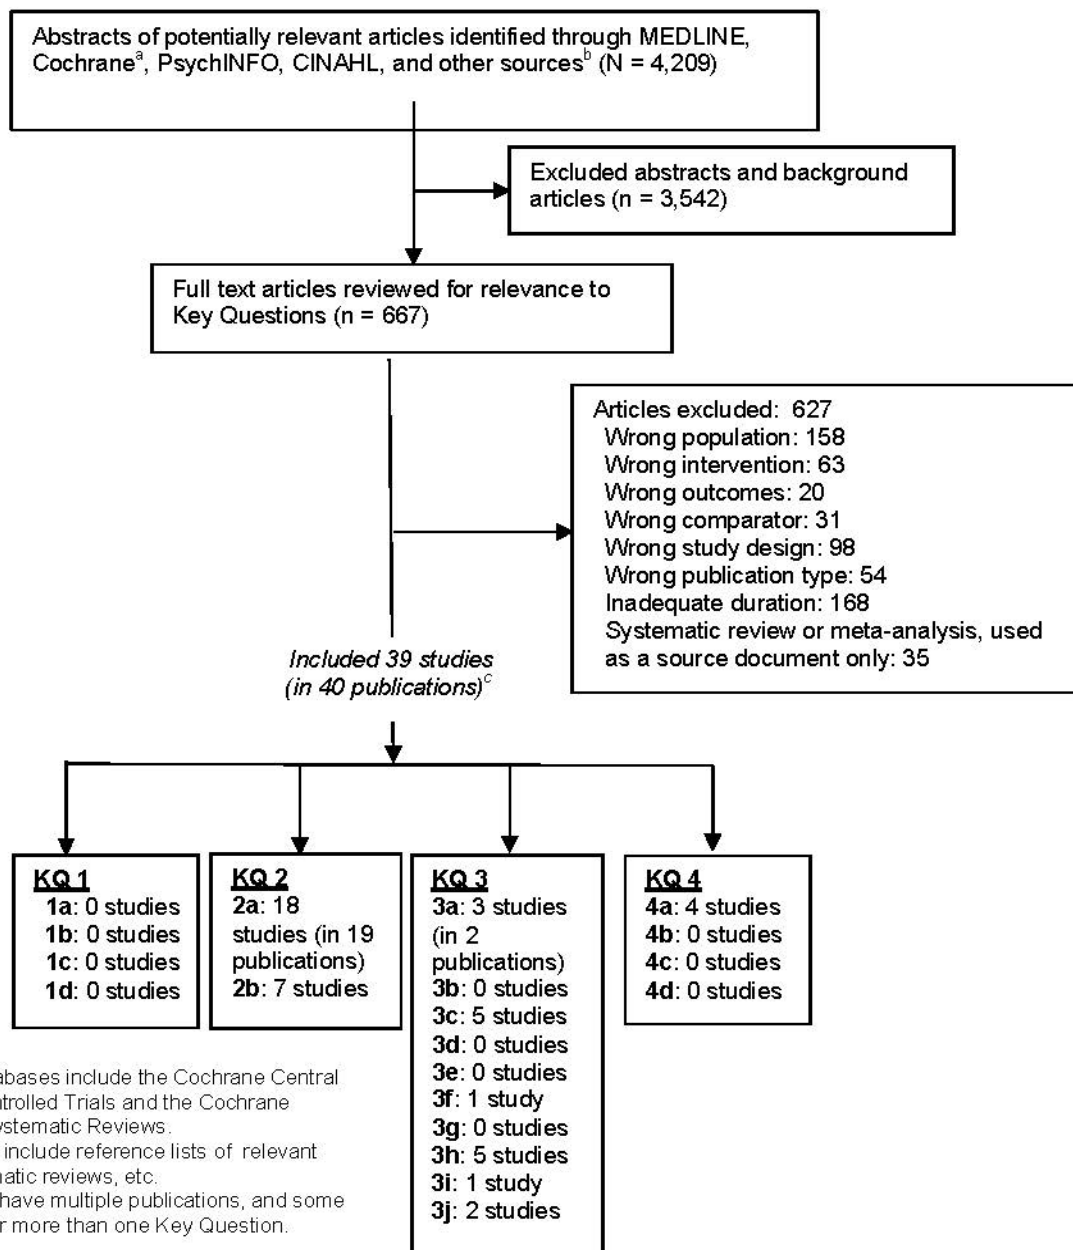 Abstracts of potentially relevant articles identified through MEDLINE,
Cochraneᵃ, PsychINFO, CINAHL, and other sourcesᵇ (N = 4,209)
Excluded abstracts and background
articles (n = 3,542)
Full text articles reviewed for relevance to
Key Questions (n = 667)
Articles excluded: 627
Wrong population: 158
Wrong intervention: 63
Wrong outcomes: 20
Wrong comparator: 31
Wrong study design: 98
Wrong publication type: 54
Inadequate duration: 168
Systematic review or meta-analysis, used
as a source document only: 35
Included 39 studies
(in 40 publications)ᶜ
KQ 1
1a: 0 studies
1b: 0 studies
1c: 0 studies
1d: 0 studies
KQ 2
2a: 18
studies (in 19
publications)
2b: 7 studies
KQ 3
3a: 3 studies
(in 2
publications)
3b: 0 studies
3c: 5 studies
3d: 0 studies
3e: 0 studies
3f: 1 study
3g: 0 studies
3h: 5 studies
3i: 1 study
3j: 2 studies
KQ 4
4a: 4 studies
4b: 0 studies
4c: 0 studies
4d: 0 studies
abases include the Cochrane Central
ntrolled Trials and the Cochrane
ystematic Reviews.
include reference lists of relevant
matic reviews, etc.
have multiple publications, and some
r more than one Key Question.